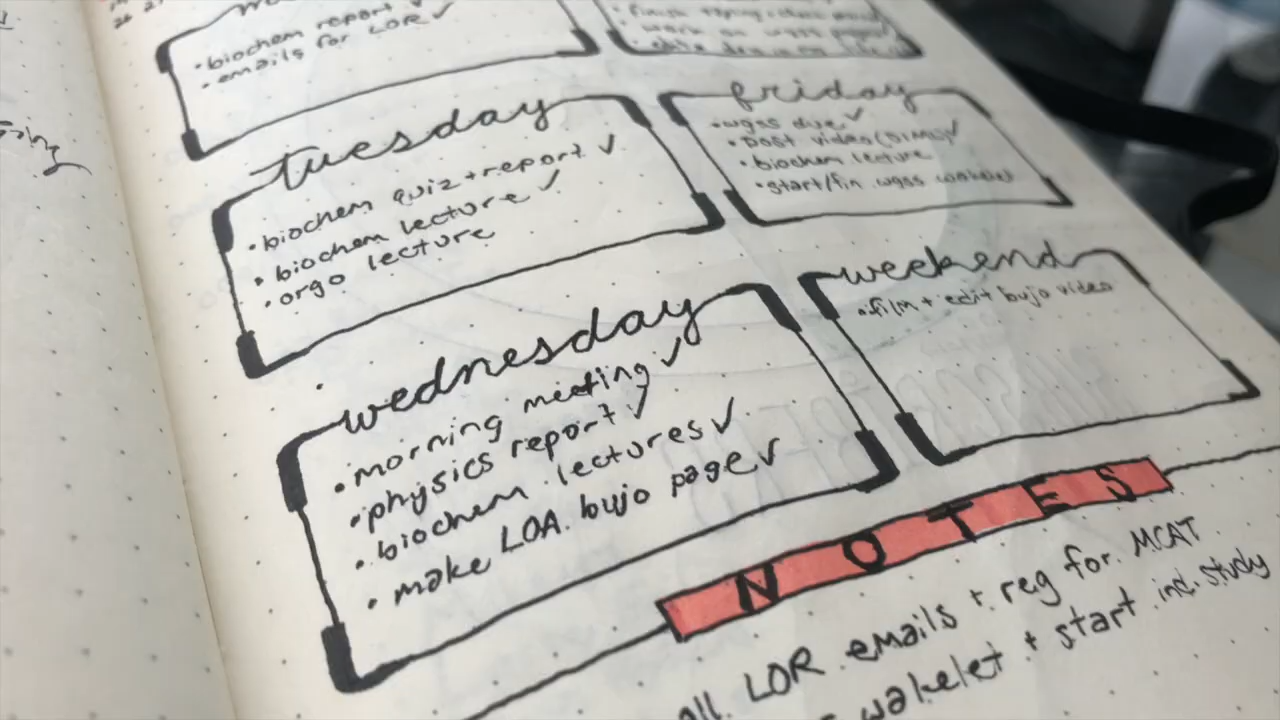 • biochem report ✓
• emails for LOR ✓
tuesday
• biochem quiz + report ✓
• biochem lecture ✓
• orgo lecture
wednesday
• morning meeting ✓
• physics report ✓
• biochem lectures ✓
• make LOA bujo page ✓
friday
• wgss due ✓
• post video (DIML) ✓
• biochem lecture
• start/fin wgss wakelet
weekend
• film + edit bujo video
NOTES
all LOR emails + reg for MCAT
wakelet + start ind. study